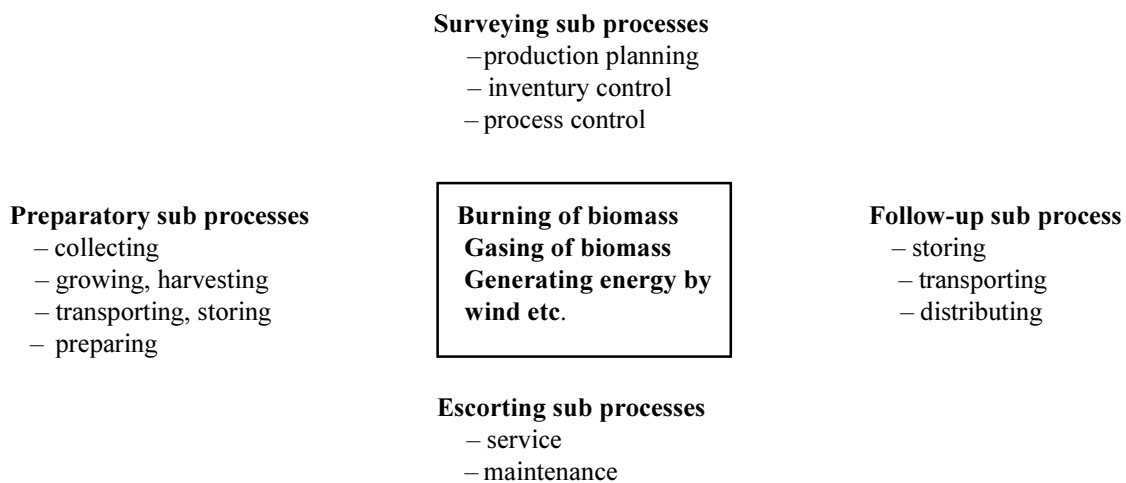 Surveying sub processes
–production planning
– inventury control
– process control
Preparatory sub processes
– collecting
– growing, harvesting
– transporting, storing
– preparing
Burning of biomass
Gasing of biomass
Generating energy by
wind etc.
Follow-up sub process
– storing
– transporting
– distributing
Escorting sub processes
– service
– maintenance